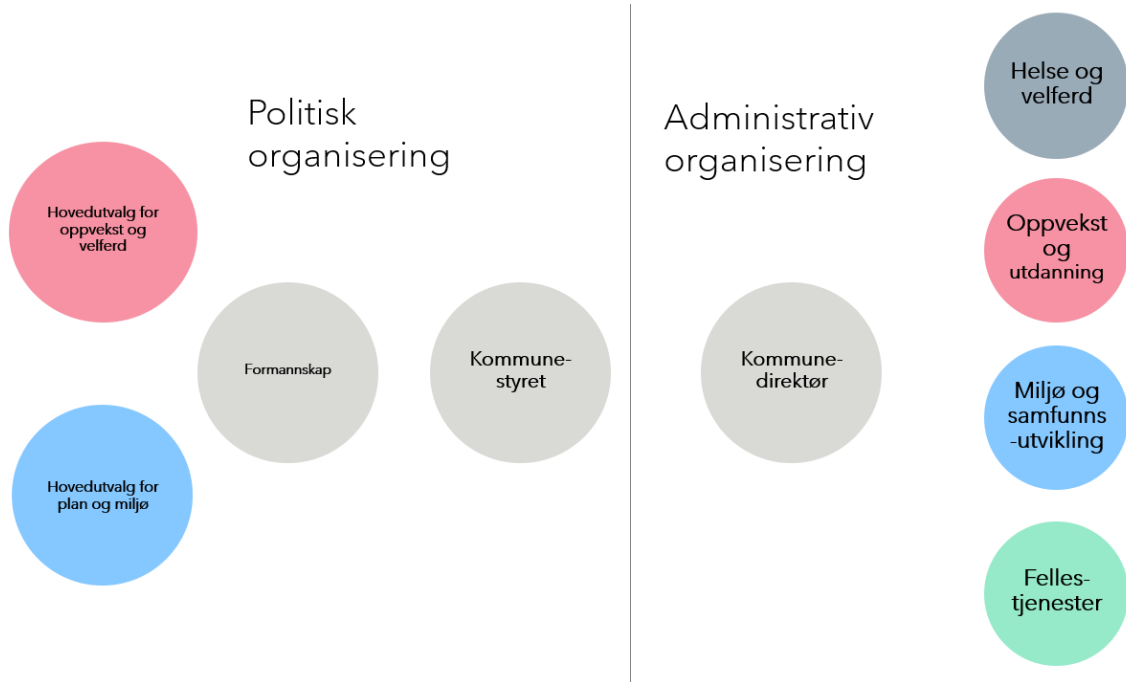 Politisk
organisering
Hovedutvalg for
oppvekst og
velferd
Formannskap
Kommune-
styret
Hovedutvalg for
plan og miljø
Administrativ
organisering
Kommune-
direktør
Helse og
velferd
Oppvekst
og
utdanning
Miljø og
samfunns
-utvikling
Felles-
tjenester